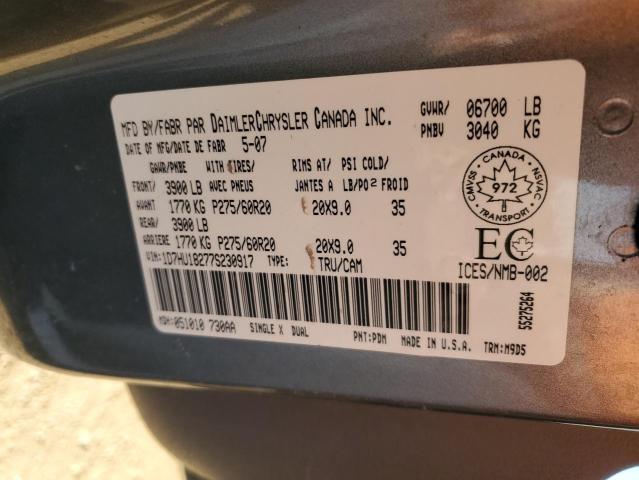 MFD BY/FABR PAR DAIMLERCHRYSLER CANADA INC.
GVWR/ 06700 LB
PNBV 3040 KG
DATE OF MFG/DATE DE FABR 5-07
GAWR/PNBE WITH TIRES/ RIMS AT/ PSI COLD/
FRONT/ 3900 LB AVEC PNEUS JANTES A LB/PO2 FROID
AVANT 1770 KG P275/60R20 20X9.0 35
REAR/ 3900 LB
ARRIERE 1770 KG P275/60R20 20X9.0 35
VIN: 1D7HU18277S230917 TYPE: TRU/CAM
CANADA
CMVSS NSVAC
972
TRANSPORT
EC
ICES/NMB-002
55275264
MDH: 051010 730AA SINGLE X DUAL PNT: PDM MADE IN U.S.A. TRM: M9D5